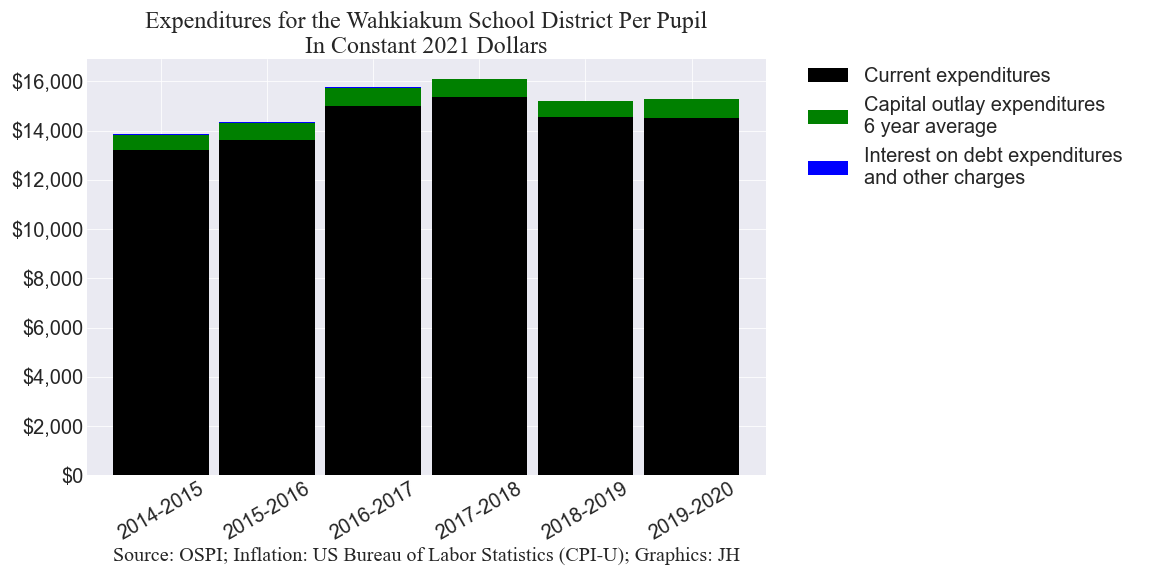 Expenditures for the Wahkiakum School District Per Pupil
In Constant 2021 Dollars
$16,000
$14,000
$12,000
$10,000
$8,000
$6,000
$4,000
$2,000
$0
2014-2015
2015-2016
2016-2017
2017-2018
2018-2019
2019-2020
Source: OSPI; Inflation: US Bureau of Labor Statistics (CPI-U); Graphics: JH
Current expenditures
Capital outlay expenditures
6 year average
Interest on debt expenditures
and other charges